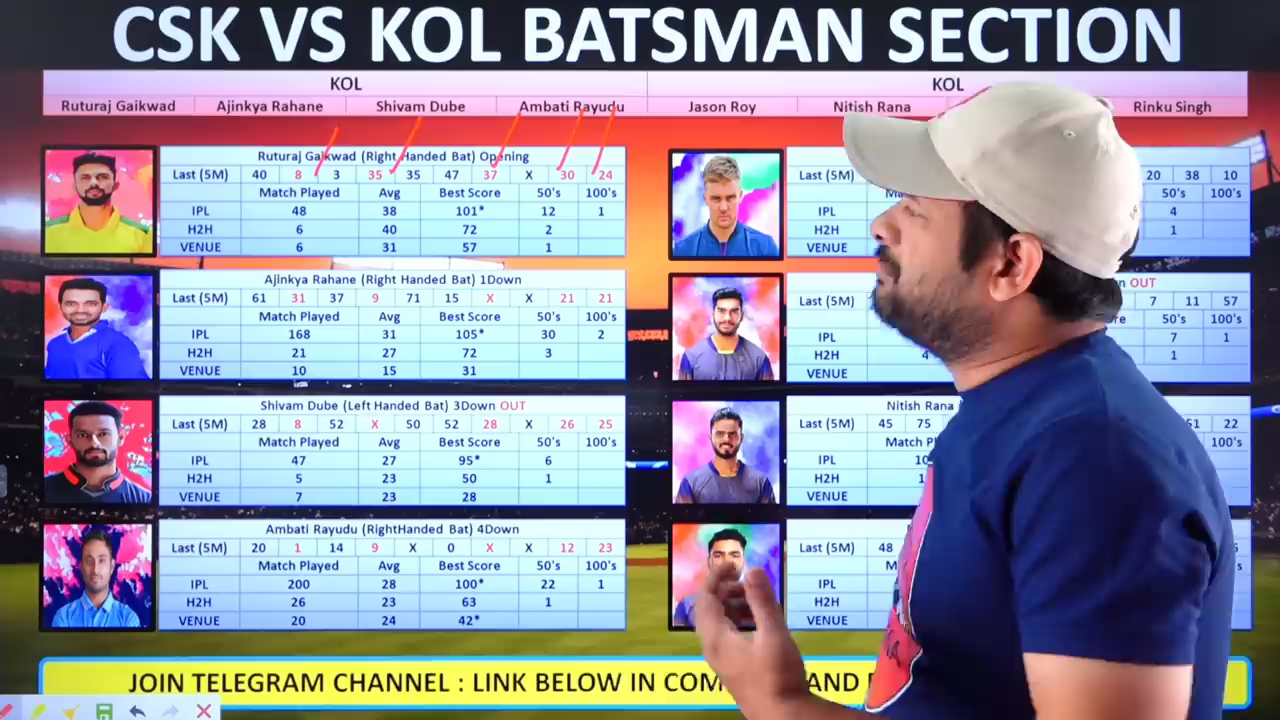 CSK VS KOL BATSMAN SECTION
KOL
KOL
Ruturaj Gaikwad Ajinkya Rahane Shivam Dube Ambati Rayudu Jason Roy Nitish Rana Rinku Singh
Ruturaj Gaikwad (Right Handed Bat) Opening
Last (5M) 40 8 3 35 35 47 37 X 30 24
Match Played Avg Best Score 50's 100's
IPL 48 38 101* 12 1
H2H 6 40 72 2
VENUE 6 31 57 1
Ajinkya Rahane (Right Handed Bat) 1Down
Last (5M) 61 31 37 9 71 15 X X 21 21
Match Played Avg Best Score 50's 100's
IPL 168 31 105* 30 2
H2H 21 27 72 3
VENUE 10 15 31
Shivam Dube (Left Handed Bat) 3Down OUT
Last (5M) 28 8 52 X 50 52 28 X 26 25
Match Played Avg Best Score 50's 100's
IPL 47 27 95* 6
H2H 5 23 50 1
VENUE 7 23 28
Ambati Rayudu (RightHanded Bat) 4Down
Last (5M) 20 1 14 9 X 0 X X 12 23
Match Played Avg Best Score 50's 100's
IPL 200 28 100* 22 1
H2H 26 23 63 1
VENUE 20 24 42*
Last (5M) 20 38 10
50's 100's
IPL 4
H2H 1
VENUE
OUT
Last (5M) 7 11 57
50's 100's
IPL 7 1
H2H 4 1
VENUE
Nitish Rana
Last (5M) 45 75 22
100's
IPL
H2H
VENUE
Last (5M) 48
IPL
H2H
VENUE
JOIN TELEGRAM CHANNEL : LINK BELOW IN AND